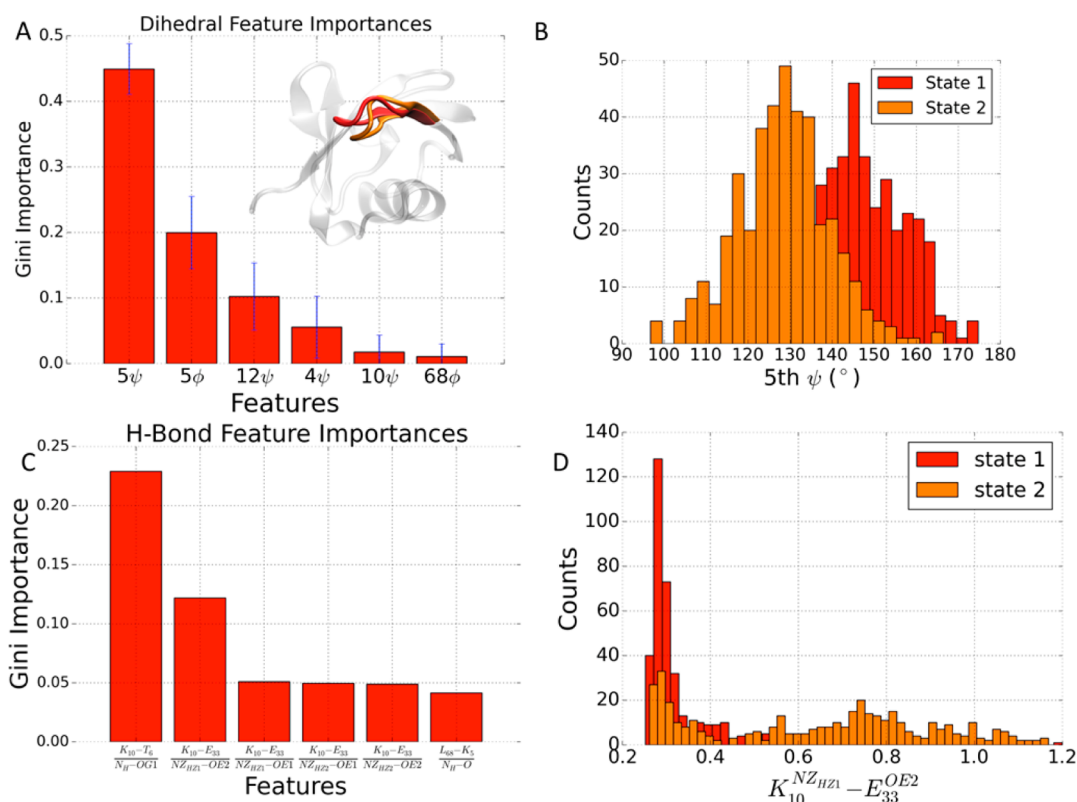 A
Dihedral Feature Importances
0.5
0.4
0.3
0.2
0.1
0.0
Gini Importance
5ψ 5ϕ 12ψ 4ψ 10ψ 68ϕ
Features
B
50
40
30
20
10
0
Counts
State 1
State 2
90 100 110 120 130 140 150 160 170 180
5th ψ (°)
C
H-Bond Feature Importances
0.25
0.20
0.15
0.10
0.05
0.00
Gini Importance
K10−T6 K10−E33 K10−E33 K10−E33 K10−E33 L68−K5
NH−OG1 NZHZ1−OE2 NZHZ1−OE1 NZHZ2−OE1 NZHZ2−OE2 NH−O
Features
D
140
120
100
80
60
40
20
0
Counts
state 1
state 2
0.2 0.4 0.6 0.8 1.0 1.2
K10 NZHZ1 − E33 OE2